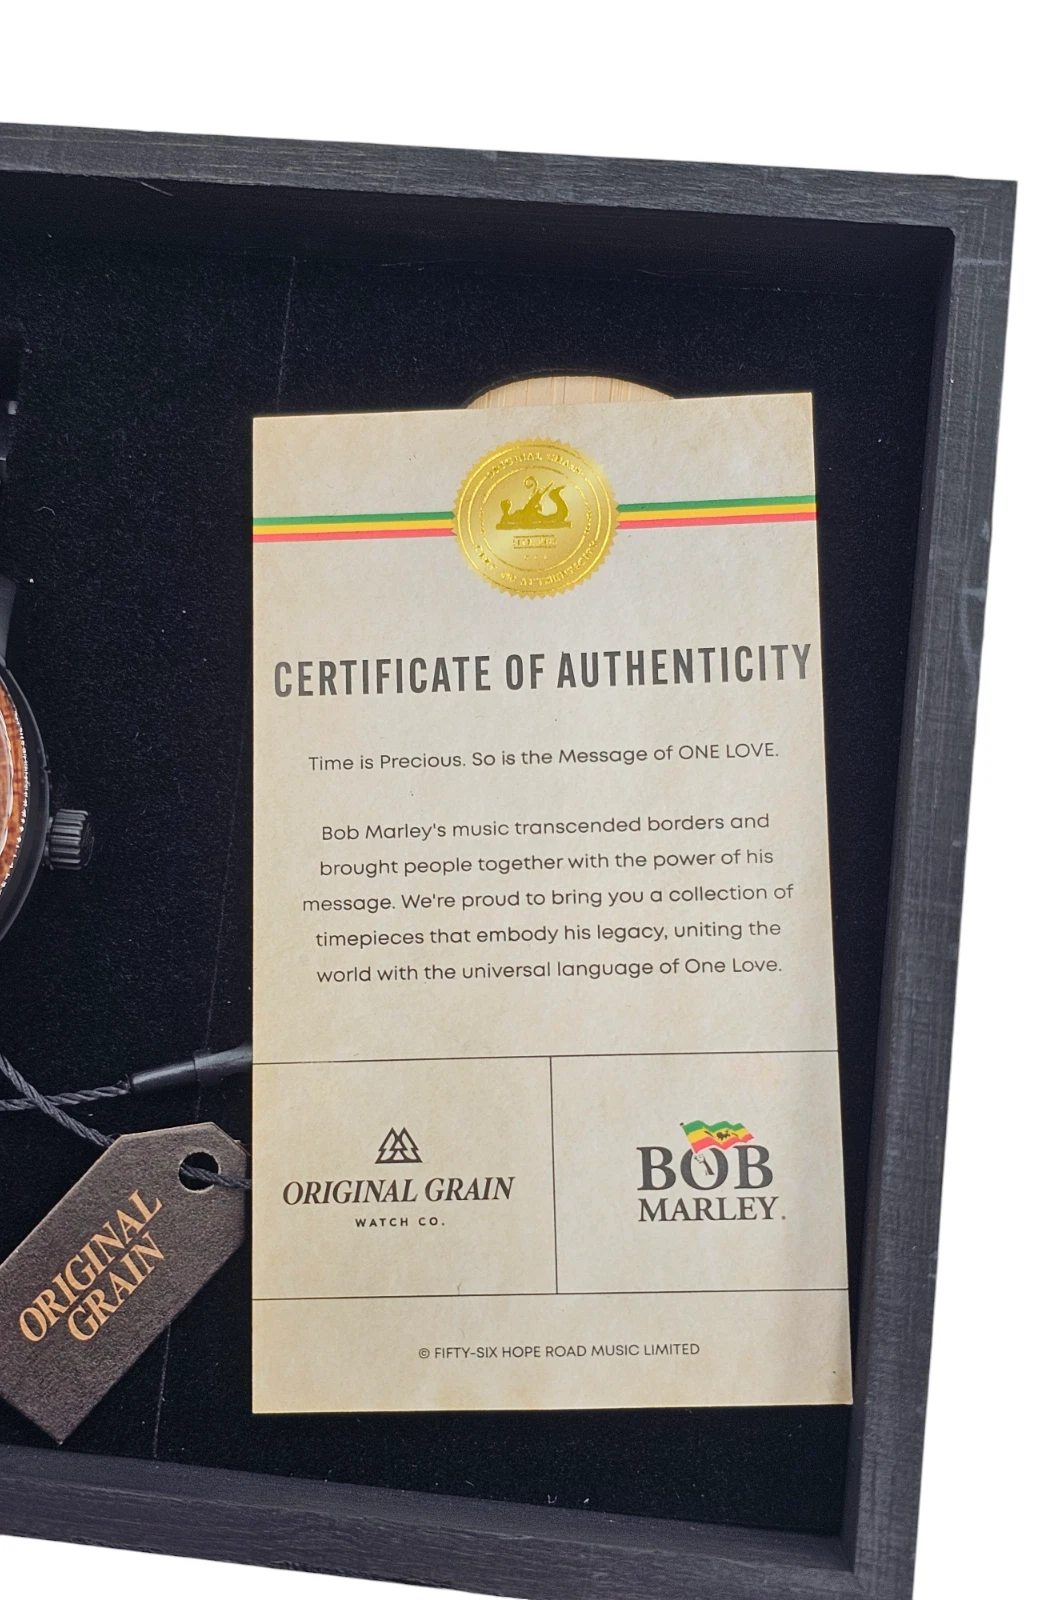 ORIGINAL GRAIN
CERTIFICATE OF AUTHENTICITY
Time is Precious. So is the Message of ONE LOVE.
Bob Marley's music transcended borders and
brought people together with the power of his
message. We're proud to bring you a collection of
timepieces that embody his legacy, uniting the
world with the universal language of One Love.
ORIGINAL GRAIN
WATCH CO.
BOB
MARLEY.
© FIFTY-SIX HOPE ROAD MUSIC LIMITED
ORIGINAL
GRAIN